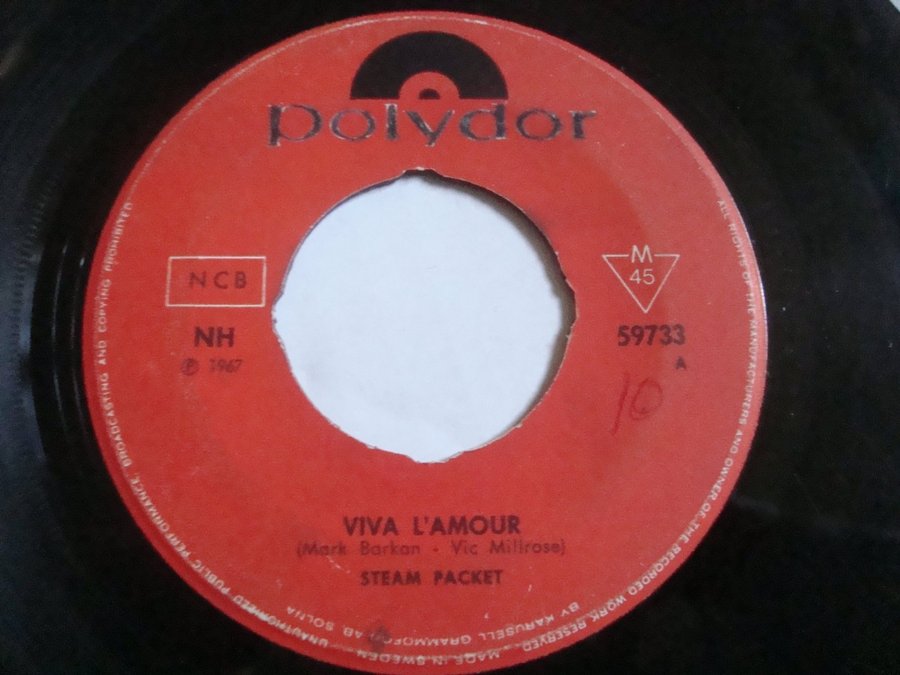 polydor
NCB
NH
℗ 1967
M
45
59733
A
10
VIVA L'AMOUR
(Mark Barkan - Vic Millrose)
STEAM PACKET
ALL RIGHTS OF THE MANUFACTURERS AND OWNER OF THE RECORDED WORK RESERVED - MADE IN SWEDEN
BY KARUSELL GRAMMOFON AB. SOLNA
UNAUTHORIZED PUBLIC PERFORMANCE BROADCASTING AND COPYING PROHIBITED